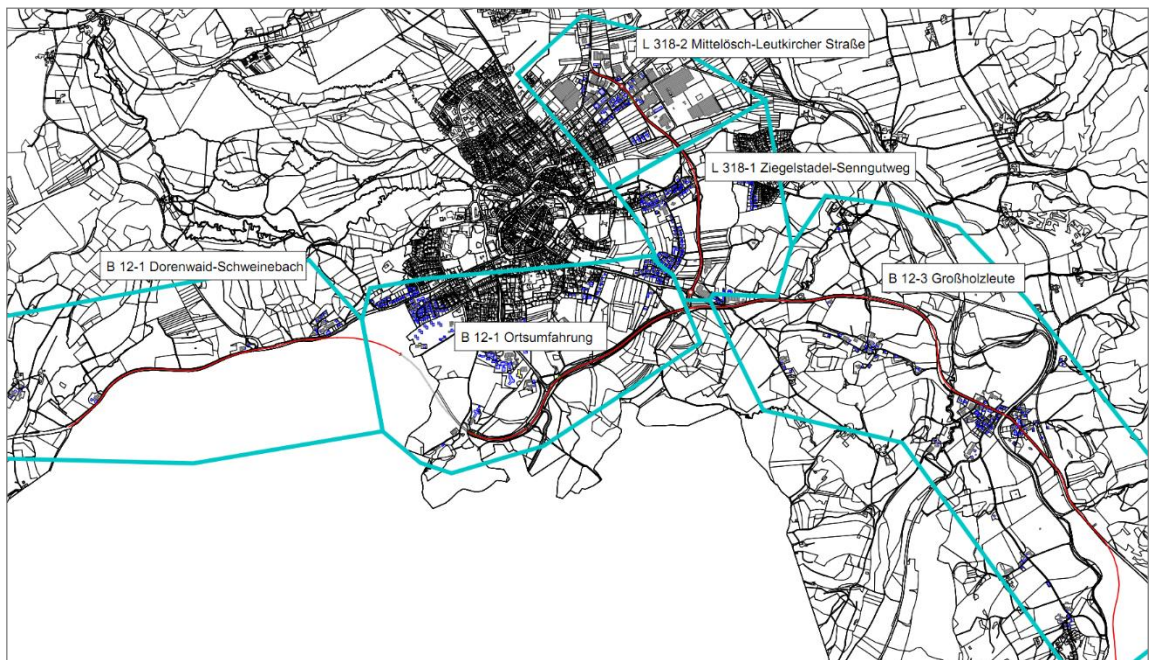 L 318-2 Mittelösch-Leutkircher Straße
L 318-1 Ziegelstadel-Senngutweg
B 12-1 Dorenwaid-Schweinebach
B 12-3 Großholzleute
B 12-1 Ortsumfahrung